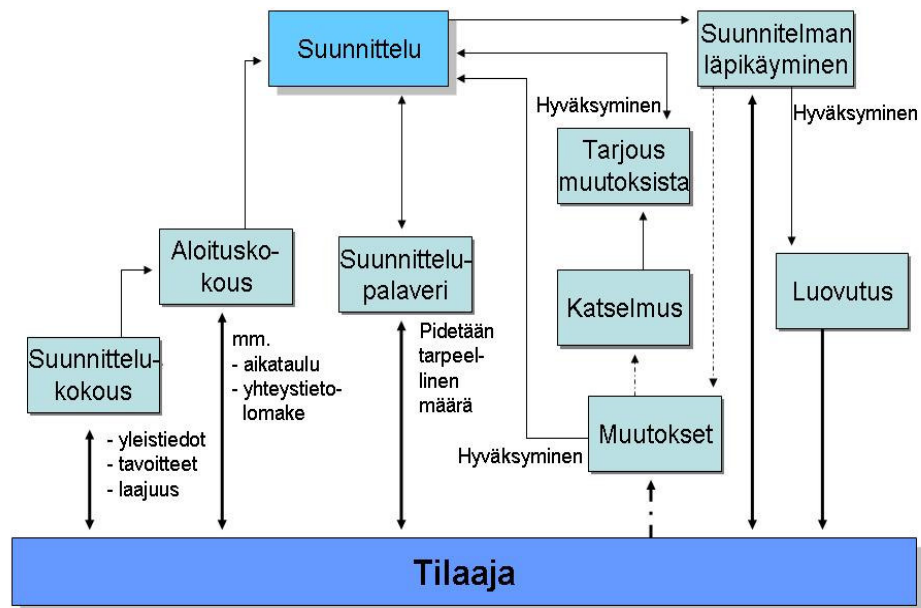 Suunnittelu
Suunnitelman
läpikäyminen
Hyväksyminen
Hyväksyminen
Tarjous
muutoksista
Aloitusko-
kous
Suunnittelu-
palaveri
Katselmus
Luovutus
Suunnittelu-
kokous
mm.
- aikataulu
- yhteystieto-
lomake
Pidetään
tarpeel-
linen
määrä
Muutokset
Hyväksyminen
- yleistiedot
- tavoitteet
- laajuus
Tilaaja